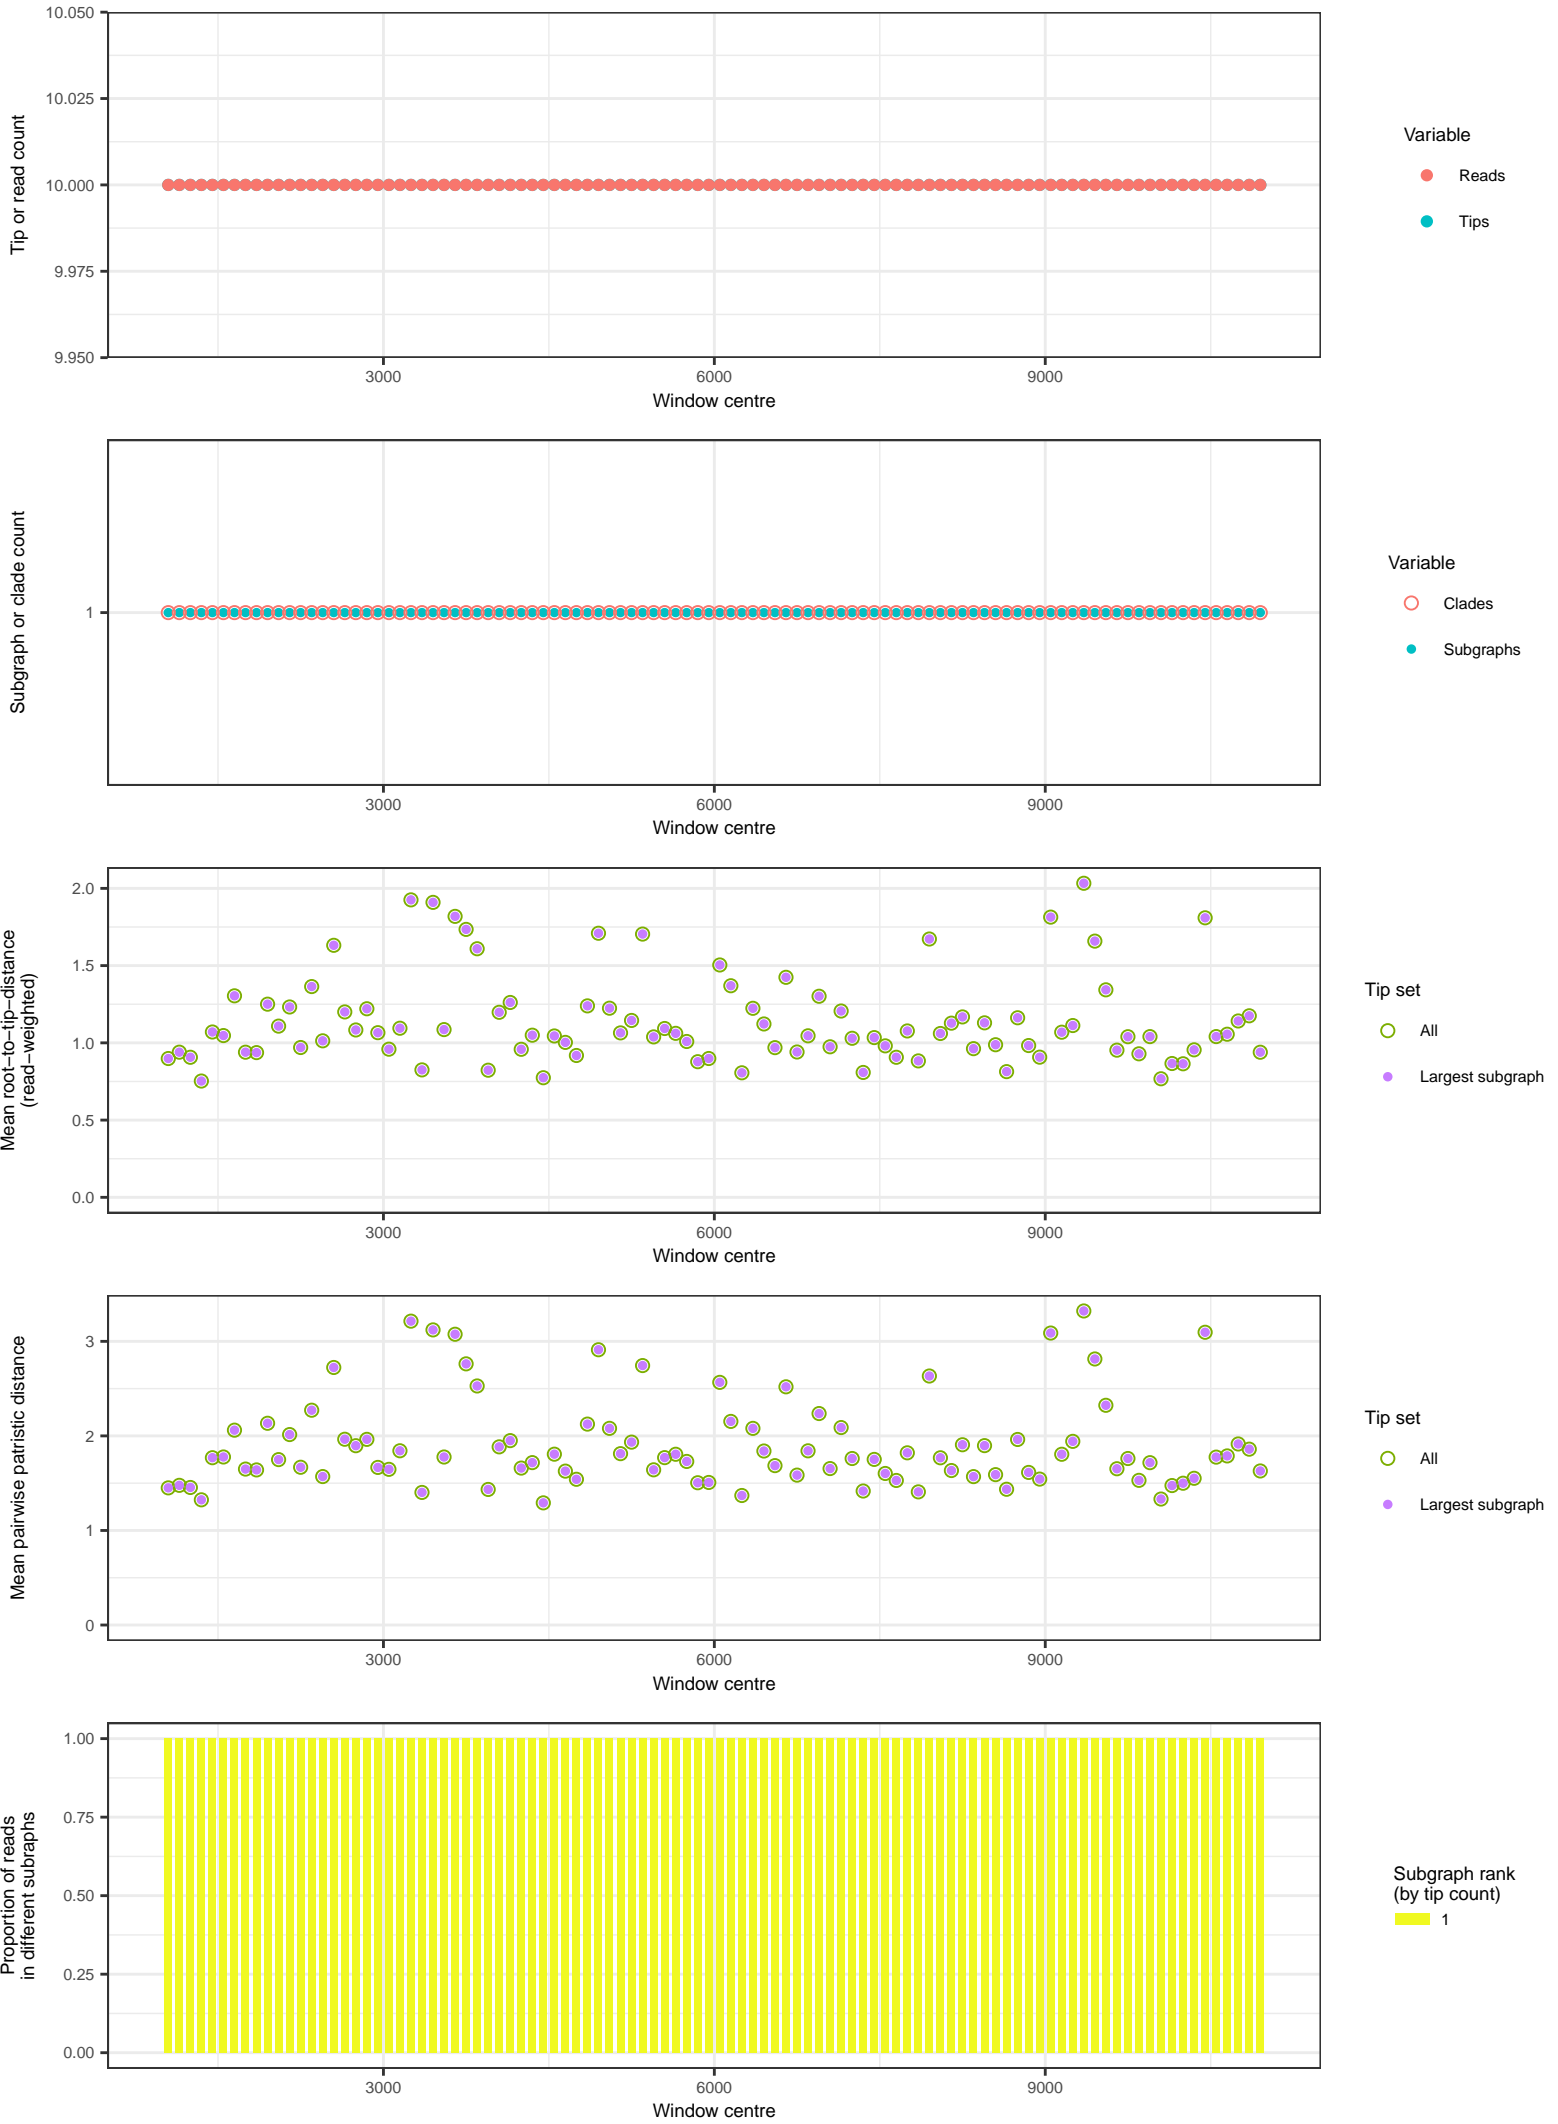 10.050
10.025
10.000
9.975
9.950
Tip or read count
3000
6000
9000
Window centre
Variable
Reads
Tips
1
Subgraph or clade count
3000
6000
9000
Window centre
Variable
Clades
Subgraphs
2.0
1.5
1.0
0.5
0.0
Mean root−to−tip−distance
(read−weighted)
3000
6000
9000
Window centre
Tip set
All
Largest subgraph
3
2
1
0
Mean pairwise patristic distance
3000
6000
9000
Window centre
Tip set
All
Largest subgraph
1.00
0.75
0.50
0.25
0.00
Proportion of reads
in different subraphs
3000
6000
9000
Window centre
Subgraph rank
(by tip count)
1